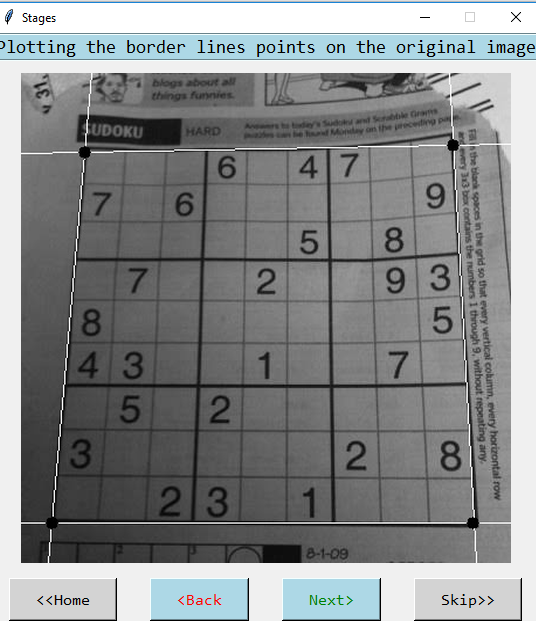 Stages
Plotting the border lines points on the original image
31,
blogs about all
things funnies.
SUDOKU
HARD
Answers to today's Sudoku and Scrabble Grams
puzzles can be found Monday on the preceding
6 4 7
7 6 9
5 8
7 2 9 3
8 5
4 3 1 7
5 2
3 2 8
2 3 1
Fill in the blank spaces in the grid so that every vertical column, every horizontal row
and every 3x3 box contains the numbers 1 through 9, without repeating any.
1 2 3
8-1-09
<<Home
<Back
Next>
Skip>>